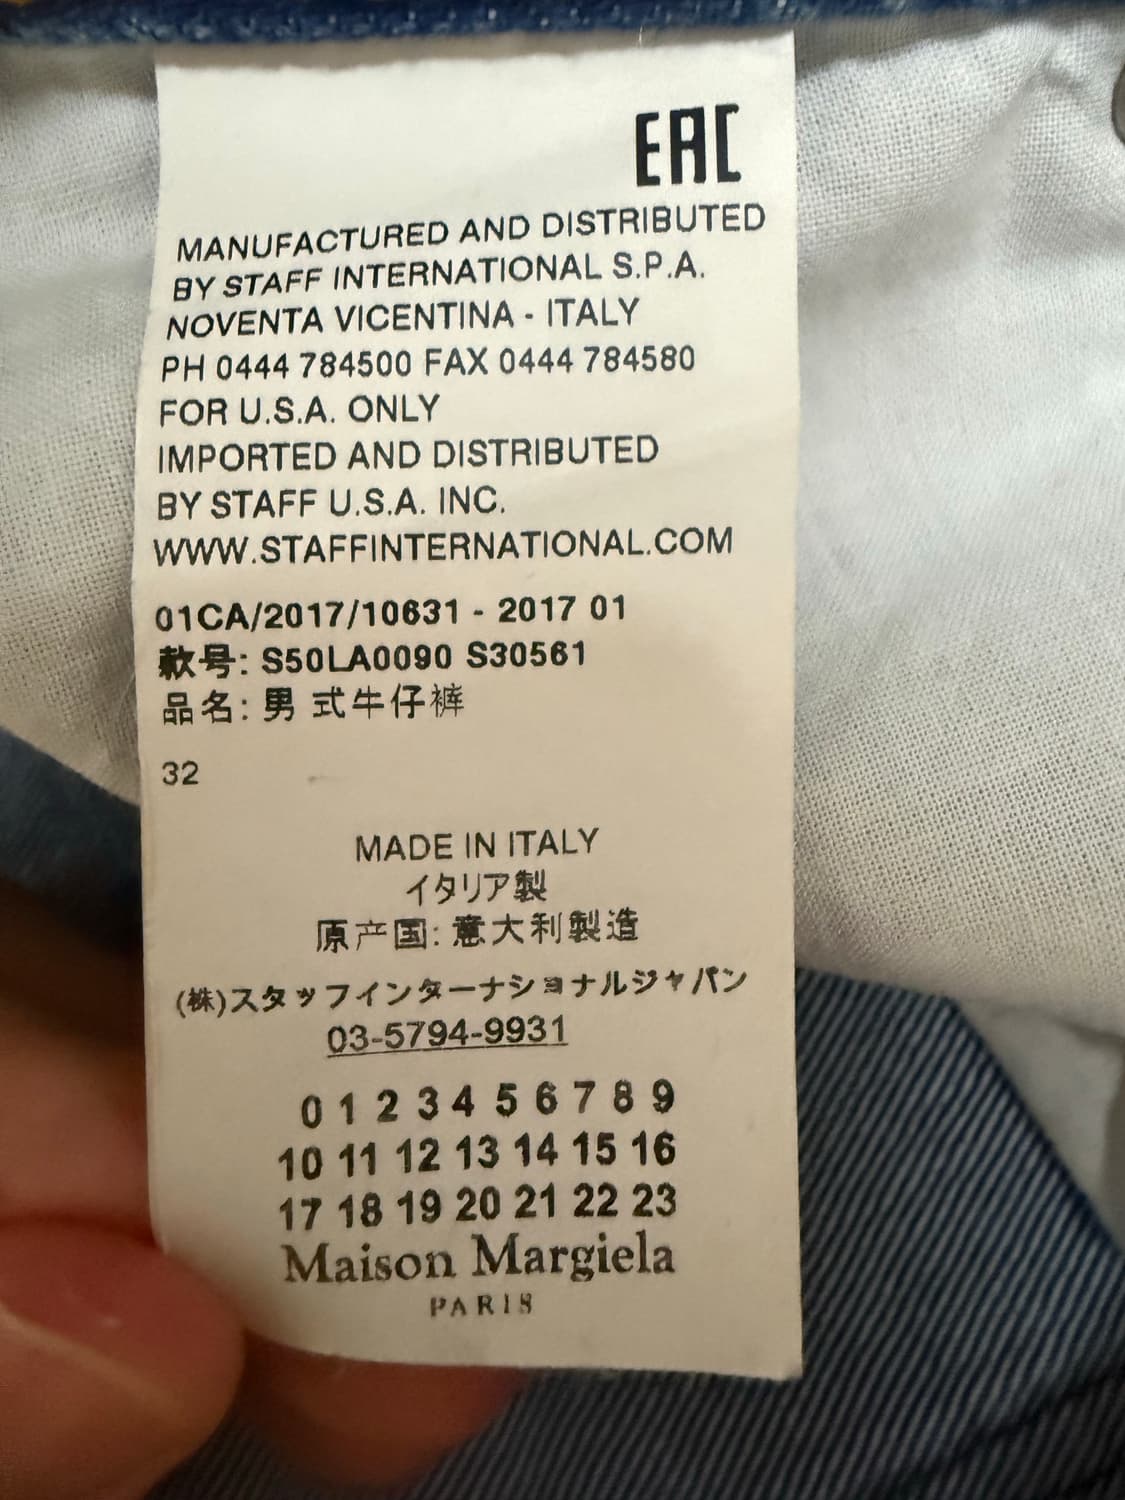 EAC
MANUFACTURED AND DISTRIBUTED
BY STAFF INTERNATIONAL S.P.A.
NOVENTA VICENTINA - ITALY
PH 0444 784500 FAX 0444 784580
FOR U.S.A. ONLY
IMPORTED AND DISTRIBUTED
BY STAFF U.S.A. INC.
WWW.STAFFINTERNATIONAL.COM
01CA/2017/10631 - 2017 01
款号: S50LA0090 S30561
品名: 男 式牛仔裤
32
MADE IN ITALY
イタリア製
原产国: 意大利製造
(株)スタッフインターナショナルジャパン
03-5794-9931
0 1 2 3 4 5 6 7 8 9
10 11 12 13 14 15 16
17 18 19 20 21 22 23
Maison Margiela
PARIS